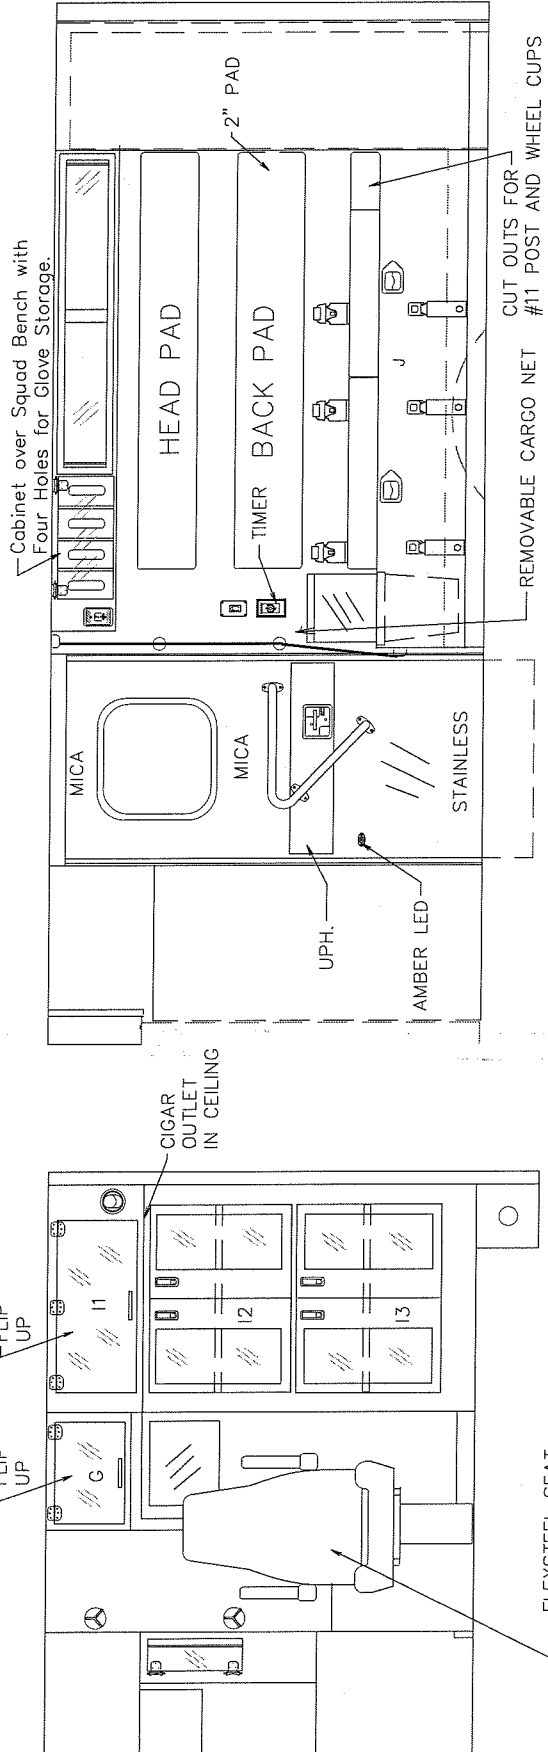 Cabinet over Squad Bench with
Four Holes for Glove Storage.
2" PAD
HEAD PAD
BACK PAD
TIMER
J
CUT OUTS FOR
#11 POST AND WHEEL CUPS
REMOVABLE CARGO NET
MICA
MICA
STAINLESS
UPH.
AMBER LED
CIGAR
OUTLET
IN CEILING
FLIP
UP
FLIP
UP
I1
G
I2
I3
FLEXSTEEL SEAT